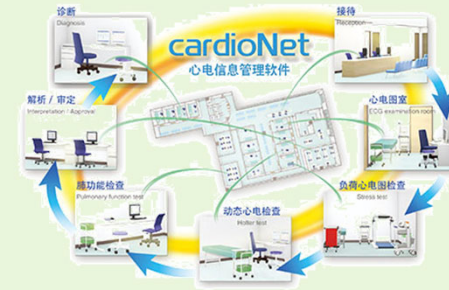 诊断
Diagnosis
cardioNet
心电信息管理软件
接待
Reception
解析 / 审定
Interpretation / Approval
心电图室
ECG examination room
肺功能检查
Pulmonary function test
动态心电检查
Holter test
负荷心电图检查
Stress test